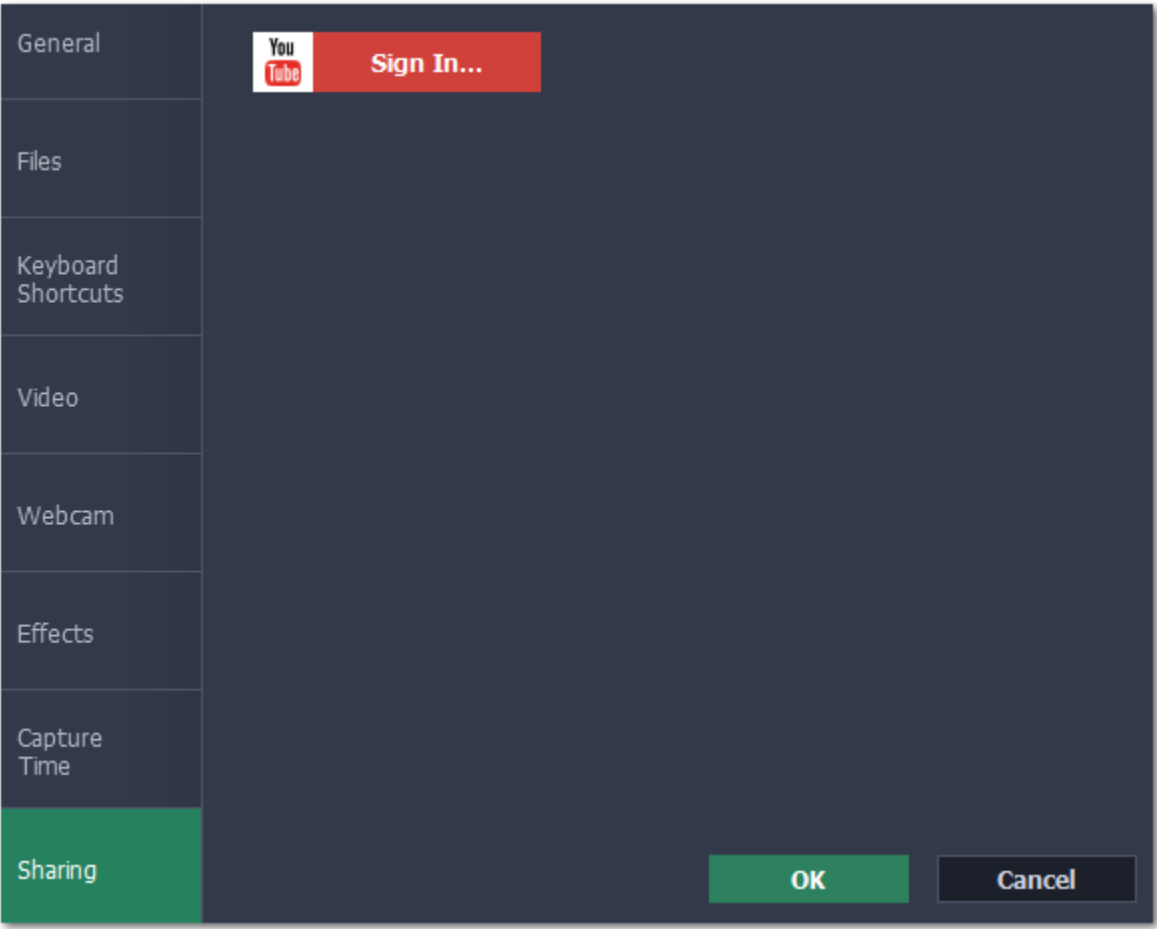 General
Files
Keyboard
Shortcuts
Video
Webcam
Effects
Capture
Time
Sharing
You
Tube
Sign In...
OK
Cancel